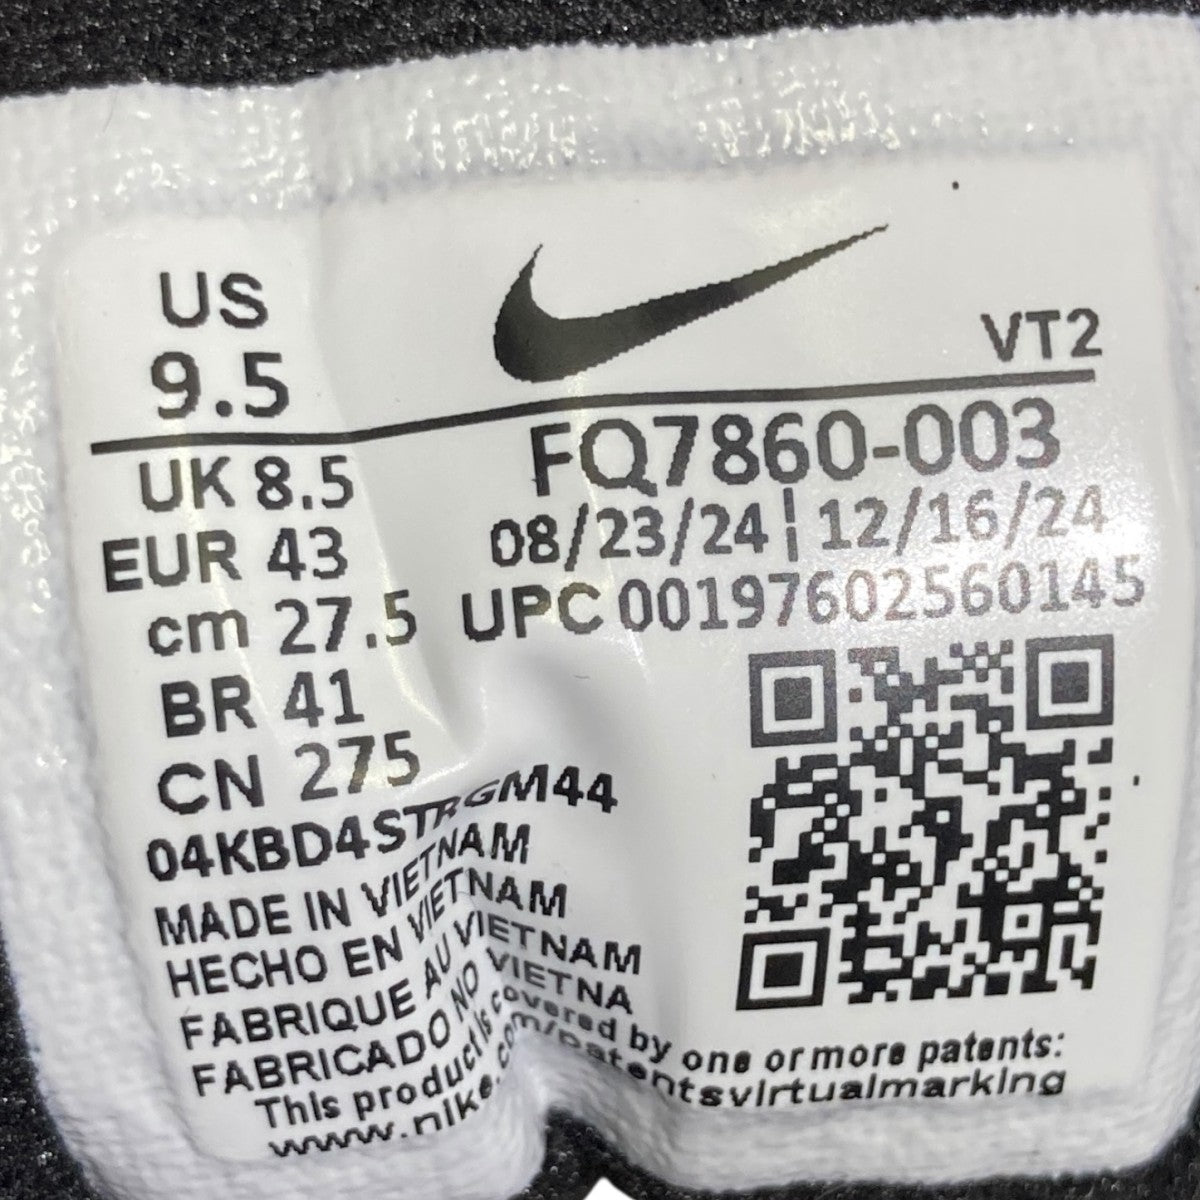 US
9.5
VT2
UK 8.5
EUR 43
cm 27.5
BR 41
CN 275
FQ7860-003
08/23/24 ¦ 12/16/24
UPC 00197602560145
04KBD4STRGM44
MADE IN VIETNAM
HECHO EN VIETNAM
FABRIQUE AU VIETNAM
FABRICADO NO VIETNA
This product is covered by one or more patents:
www.nike.com/patentsvirtualmarking